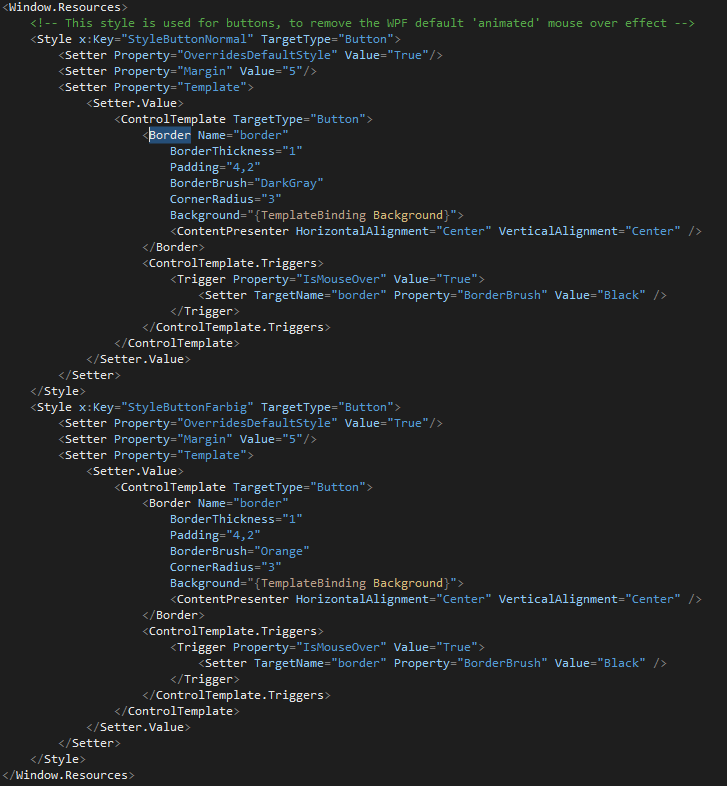 <Window.Resources>
<!-- This style is used for buttons, to remove the WPF default 'animated' mouse over effect -->
<Style x:Key="StyleButtonNormal" TargetType="Button">
<Setter Property="OverridesDefaultStyle" Value="True"/>
<Setter Property="Margin" Value="5"/>
<Setter Property="Template">
<Setter.Value>
<ControlTemplate TargetType="Button">
<Border Name="border"
BorderThickness="1"
Padding="4,2"
BorderBrush="DarkGray"
CornerRadius="3"
Background="{TemplateBinding Background}">
<ContentPresenter HorizontalAlignment="Center" VerticalAlignment="Center" />
</Border>
<ControlTemplate.Triggers>
<Trigger Property="IsMouseOver" Value="True">
<Setter TargetName="border" Property="BorderBrush" Value="Black" />
</Trigger>
</ControlTemplate.Triggers>
</ControlTemplate>
</Setter.Value>
</Setter>
</Style>
<Style x:Key="StyleButtonFarbig" TargetType="Button">
<Setter Property="OverridesDefaultStyle" Value="True"/>
<Setter Property="Margin" Value="5"/>
<Setter Property="Template">
<Setter.Value>
<ControlTemplate TargetType="Button">
<Border Name="border"
BorderThickness="1"
Padding="4,2"
BorderBrush="Orange"
CornerRadius="3"
Background="{TemplateBinding Background}">
<ContentPresenter HorizontalAlignment="Center" VerticalAlignment="Center" />
</Border>
<ControlTemplate.Triggers>
<Trigger Property="IsMouseOver" Value="True">
<Setter TargetName="border" Property="BorderBrush" Value="Black" />
</Trigger>
</ControlTemplate.Triggers>
</ControlTemplate>
</Setter.Value>
</Setter>
</Style>
</Window.Resources>